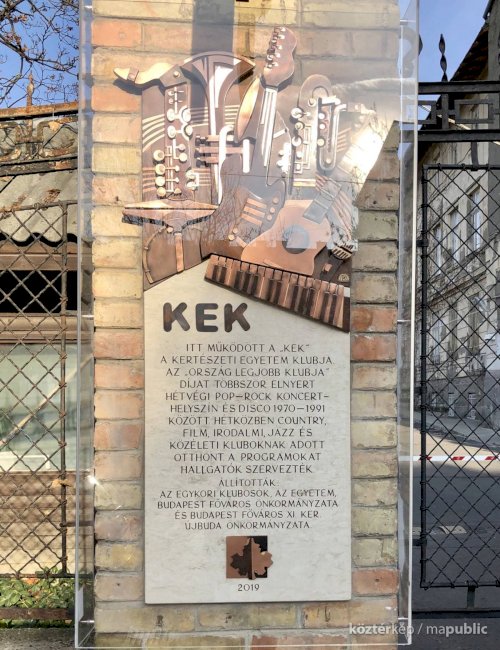 KEK
ITT MŰKÖDÖTT A „KEK”
A KERTÉSZETI EGYETEM KLUBJA.
AZ „ORSZÁG LEGJOBB KLUBJA”
DÍJAT TÖBBSZÖR ELNYERT
HÉTVÉGI POP-ROCK KONCERT-
HELYSZÍN ÉS DISCO 1970-1991
KÖZÖTT HÉTKÖZBEN COUNTRY,
FILM, IRODALMI, JAZZ ÉS
KÖZÉLETI KLUBOKNAK ADOTT
OTTHONT A PROGRAMOKAT
HALLGATÓK SZERVEZTÉK
ÁLLÍTOTTÁK:
AZ EGYKORI KLUBOSOK, AZ EGYETEM,
BUDAPEST FŐVÁROS ÖNKORMÁNYZATA
ÉS BUDAPEST FŐVÁROS XI. KER.
ÚJBUDA ÖNKORMÁNYZATA.
2019
köztérkép / mapublic